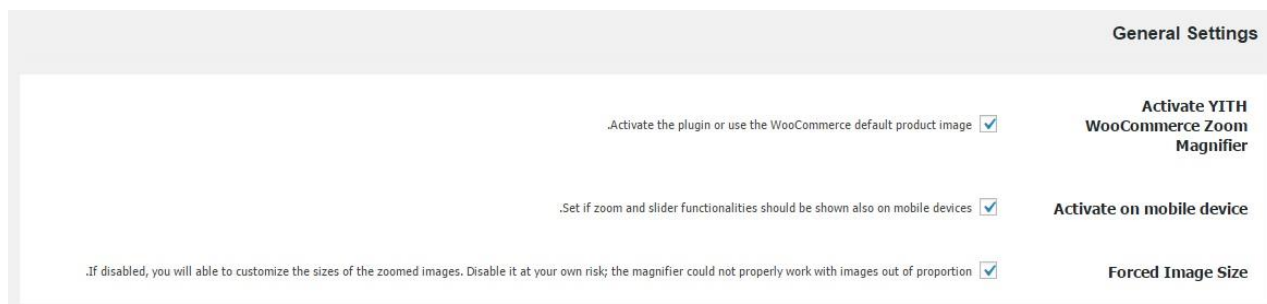 General Settings
Activate YITH
WooCommerce Zoom
Magnifier
.Activate the plugin or use the WooCommerce default product image
Activate on mobile device
.Set if zoom and slider functionalities should be shown also on mobile devices
Forced Image Size
.If disabled, you will able to customize the sizes of the zoomed images. Disable it at your own risk; the magnifier could not properly work with images out of proportion